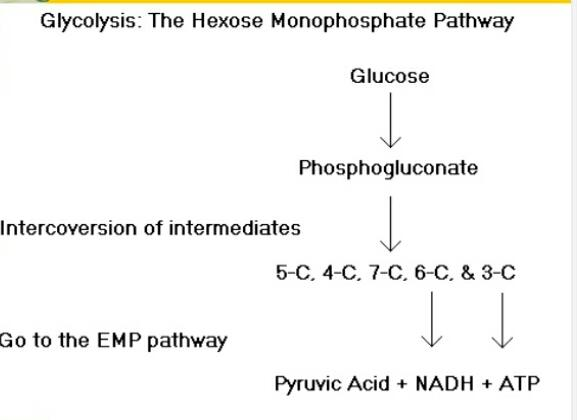 Glycolysis: The Hexose Monophosphate Pathway
Glucose
Phosphogluconate
Intercoversion of intermediates
5-C, 4-C, 7-C, 6-C, & 3-C
Go to the EMP pathway
Pyruvic Acid + NADH + ATP